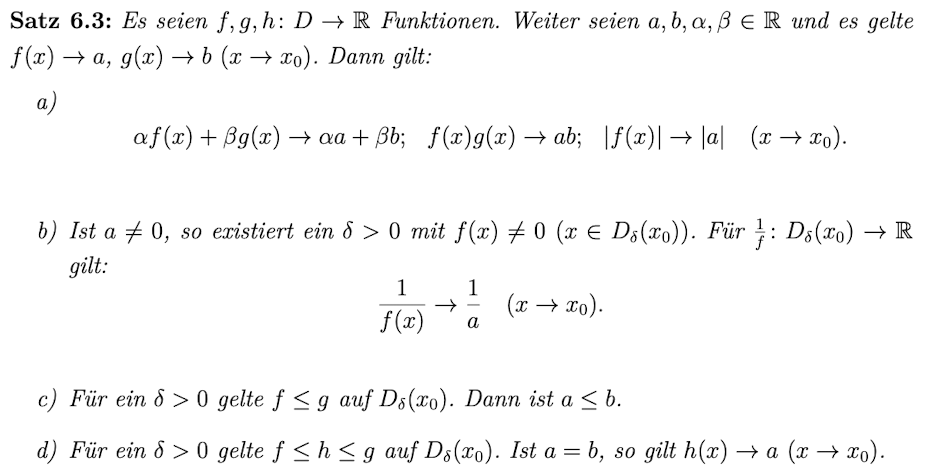 Satz 6.3: Es seien f, g, h: D → ℝ Funktionen. Weiter seien a, b, α, β ∈ ℝ und es gelte
f(x) → a, g(x) → b (x → x₀). Dann gilt:
a)
αf(x) + βg(x) → αa + βb; f(x)g(x) → ab; |f(x)| → |a| (x → x₀).
b) Ist a ≠ 0, so existiert ein δ > 0 mit f(x) ≠ 0 (x ∈ D_δ(x₀)). Für 1/f : D_δ(x₀) → ℝ
gilt:
1/f(x) → 1/a (x → x₀).
c) Für ein δ > 0 gelte f ≤ g auf D_δ(x₀). Dann ist a ≤ b.
d) Für ein δ > 0 gelte f ≤ h ≤ g auf D_δ(x₀). Ist a = b, so gilt h(x) → a (x → x₀).